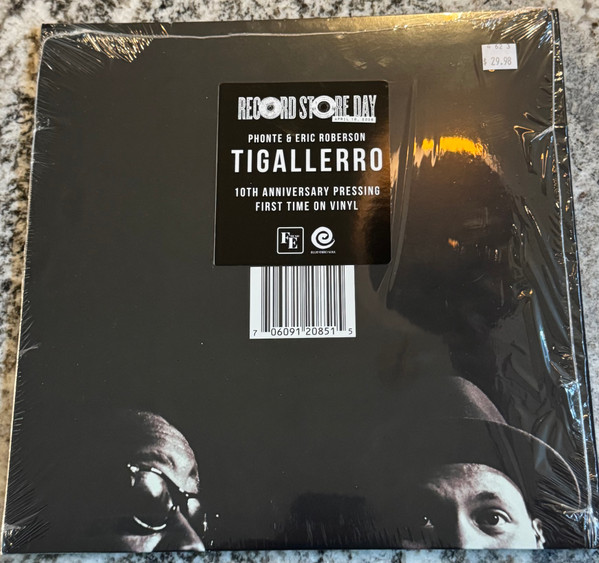 $ 29.98
RECORD STORE DAY
PHONTE & ERIC ROBERSON
TIGALLERRO
10TH ANNIVERSARY PRESSING
FIRST TIME ON VINYL
FE
7 06091 20851 5